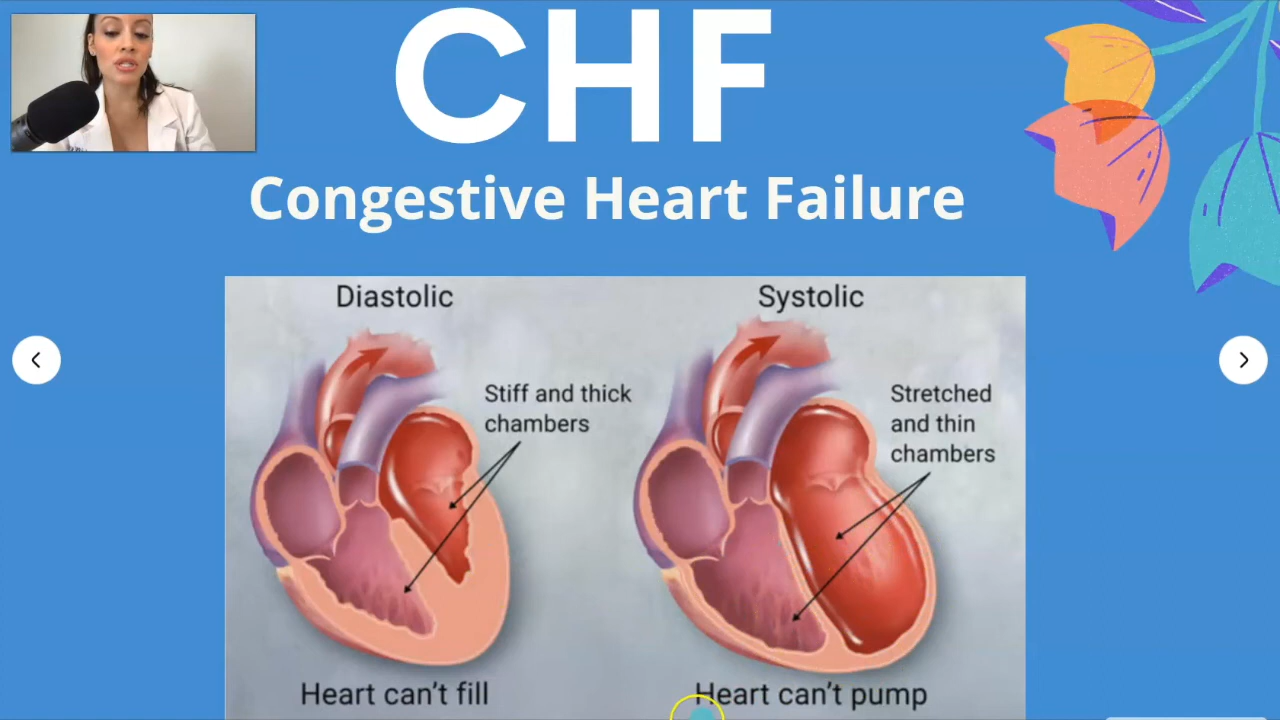 CHF
Congestive Heart Failure
Diastolic
Systolic
Stiff and thick
chambers
Stretched
and thin
chambers
Heart can't fill
Heart can't pump